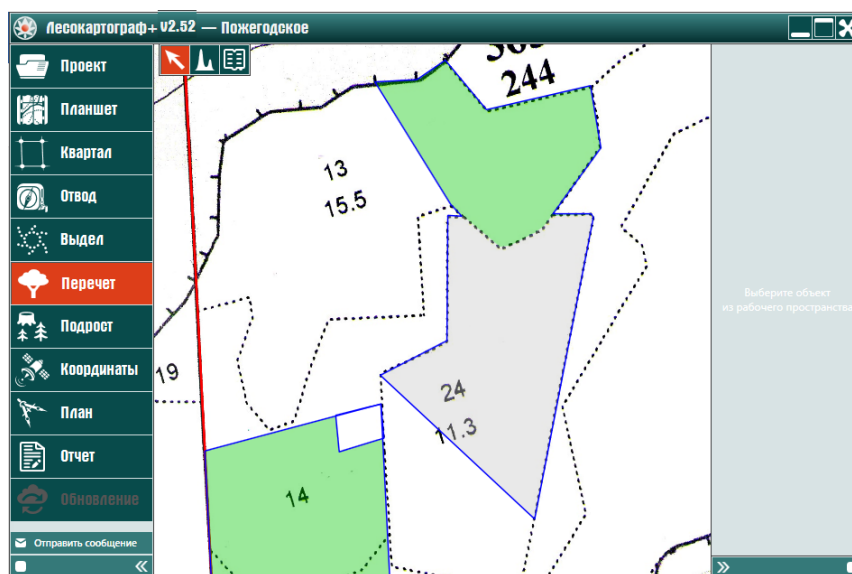 Лесокартограф+ v2.52 — Пожегодское
Проект
Планшет
Квартал
Отвод
Выдел
Перечет
Подрост
Координаты
План
Отчет
Обновление
Отправить сообщение
244
13
15.5
19
24
11.3
14
Выберите объект
из рабочего пространства